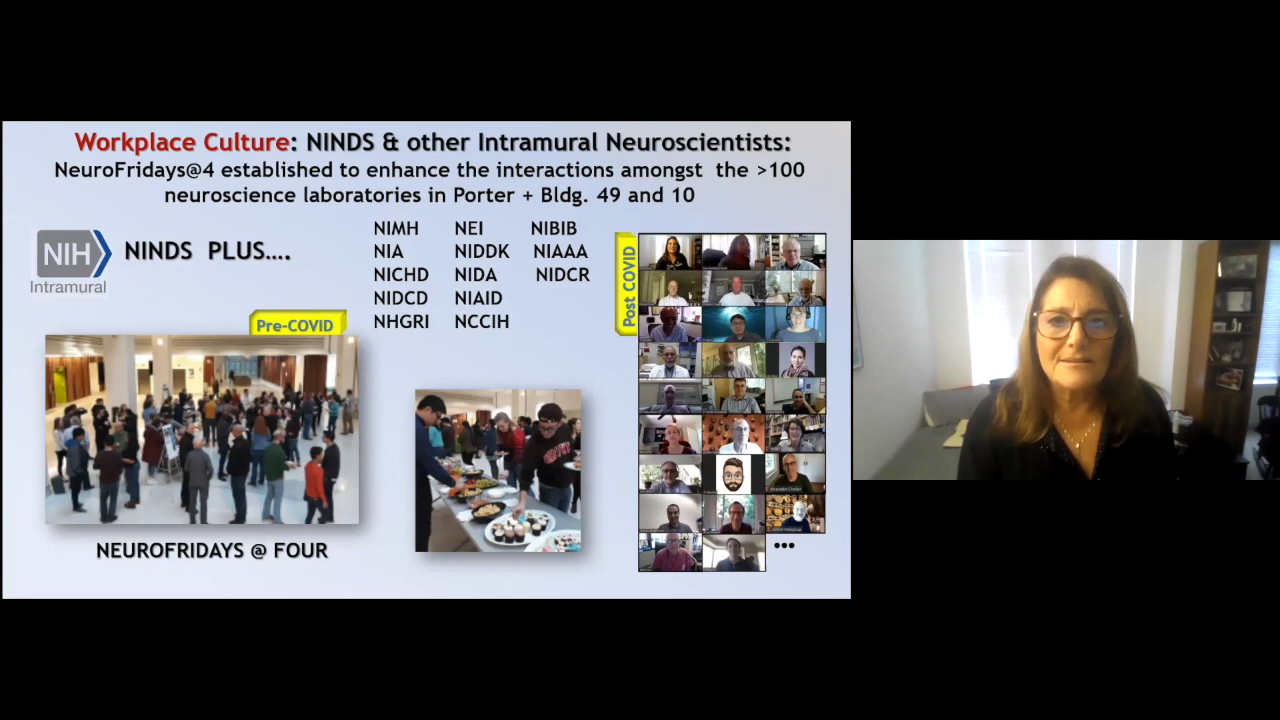 Workplace Culture: NINDS & other Intramural Neuroscientists:
NeuroFridays@4 established to enhance the interactions amongst the >100
neuroscience laboratories in Porter + Bldg. 49 and 10
NIH
Intramural
NINDS PLUS....
NIMH NEI NIBIB
NIA NIDDK NIAAA
NICHD NIDA NIDCR
NIDCD NIAID
NHGRI NCCIH
Pre-COVID
Post COVID
NEUROFRIDAYS @ FOUR
•••